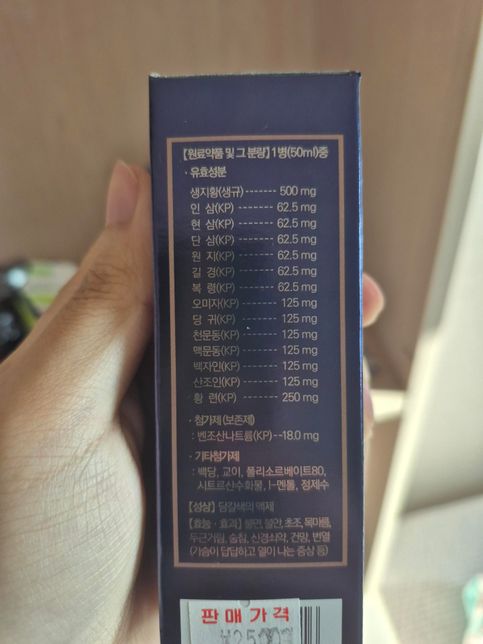 【원료약품 및 그 분량】1병(50ml)중
· 유효성분
생지황(생규)------- 500 mg
인 삼(KP) -------- 62.5 mg
현 삼(KP) -------- 62.5 mg
단 삼(KP) -------- 62.5 mg
원 지(KP) -------- 62.5 mg
길 경(KP) -------- 62.5 mg
복 령(KP) -------- 62.5 mg
오미자(KP) -------- 125 mg
당 귀(KP) -------- 125 mg
천문동(KP) -------- 125 mg
맥문동(KP) -------- 125 mg
백자인(KP) -------- 125 mg
산조인(KP) -------- 125 mg
황 련(KP) -------- 250 mg
· 첨가제 (보존제)
: 벤조산나트륨(KP)--18.0 mg
· 기타첨가제
: 백당, 교이, 폴리소르베이트80,
시트르산수화물, l-멘톨, 정제수
【성상】 담갈색의 액제
【효능·효과】 불면, 불안, 초조, 목마름,
두근거림, 숨참, 신경쇠약, 건망, 번열
(가슴이 답답하고 열이 나는 증상 등)
판매가격